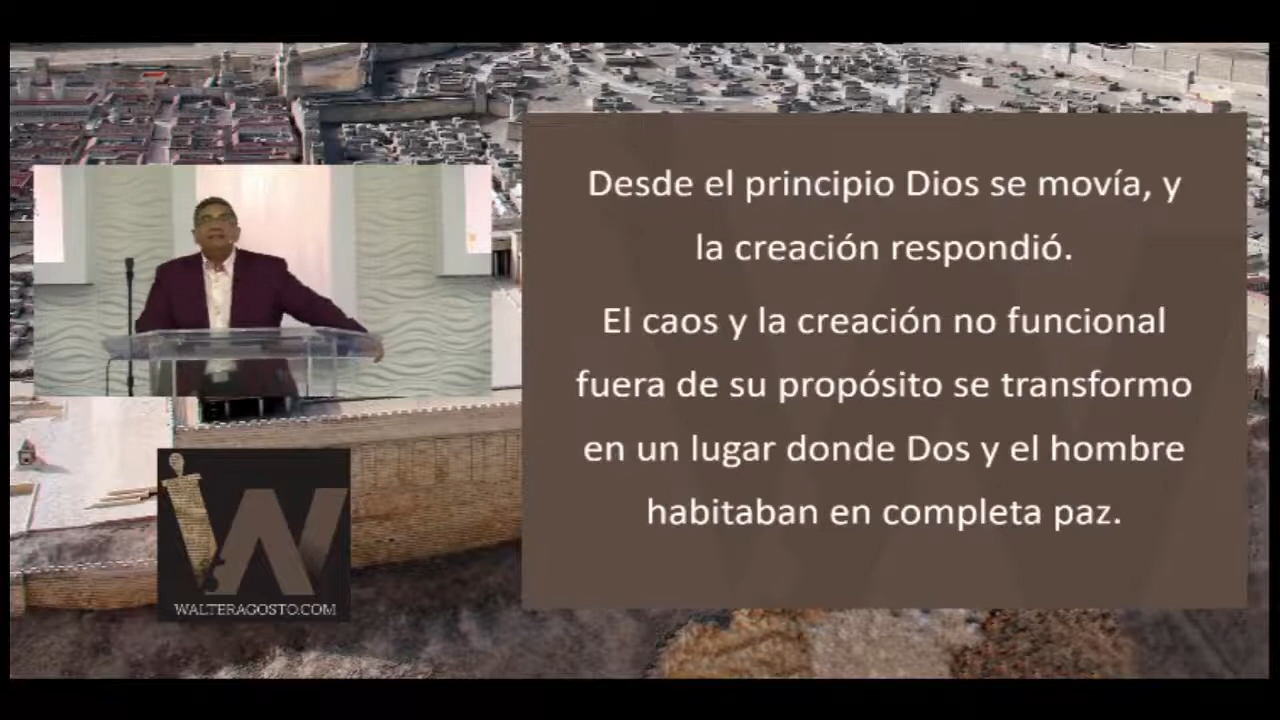 Desde el principio Dios se movía, y
la creación respondió.
El caos y la creación no funcional
fuera de su propósito se transformo
en un lugar donde Dos y el hombre
habitaban en completa paz.
W
WALTERAGOSTO.COM